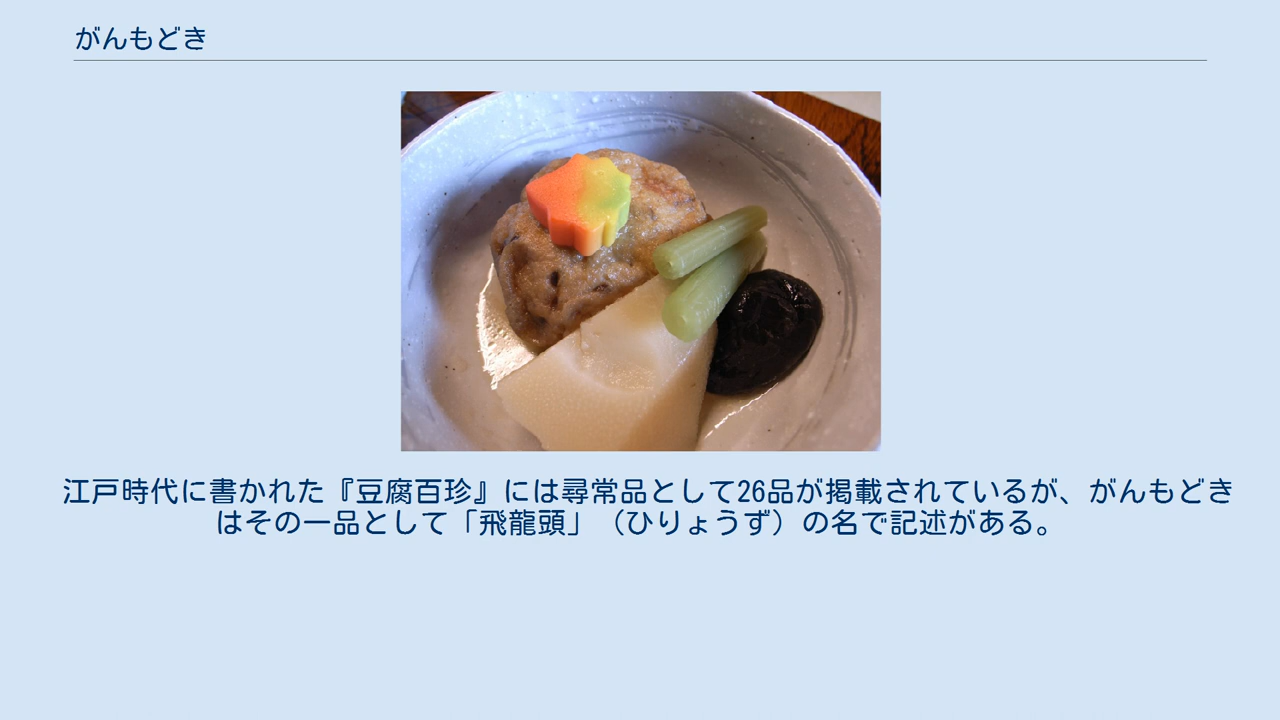 がんもどき
江戸時代に書かれた『豆腐百珍』には尋常品として26品が掲載されているが、がんもどき
はその一品として「飛龍頭」（ひりょうず）の名で記述がある。